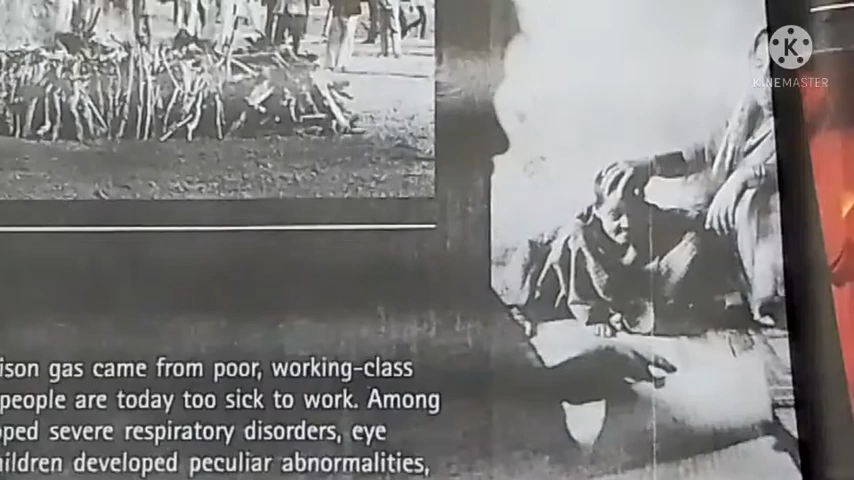 K
KINEMASTER
gas came from poor, working-class
people are today too sick to work. Among
severe respiratory disorders, eye
developed peculiar abnormalities,